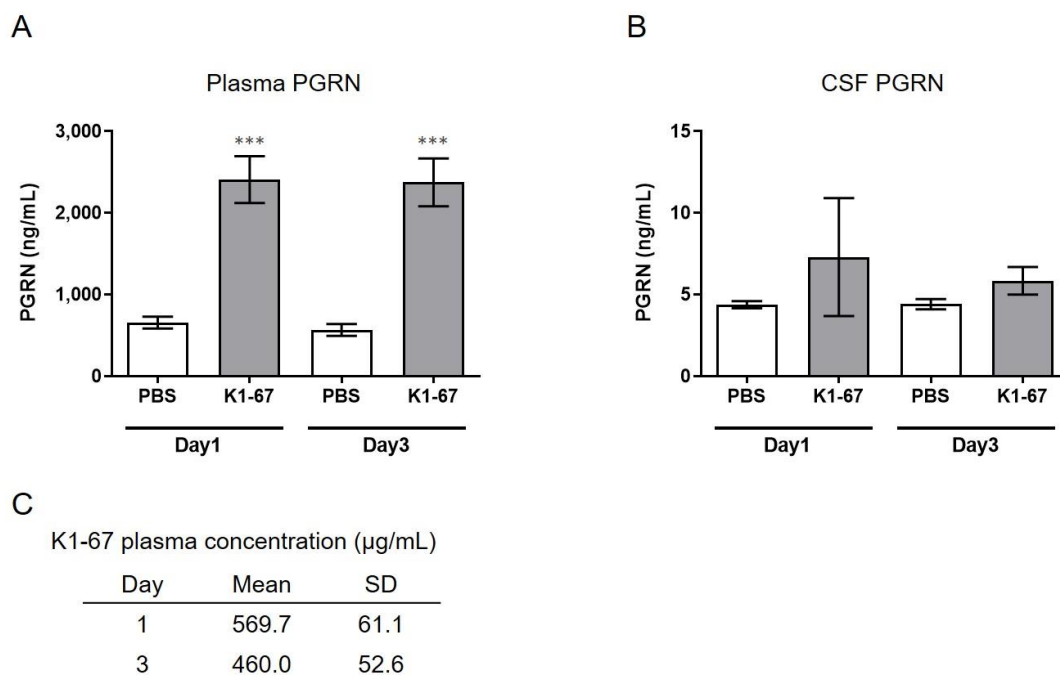 A
Plasma PGRN
PGRN (ng/mL)
3,000
2,000
1,000
0
***
***
PBS
K1-67
PBS
K1-67
Day1
Day3
B
CSF PGRN
PGRN (ng/mL)
15
10
5
0
PBS
K1-67
PBS
K1-67
Day1
Day3
C
K1-67 plasma concentration (µg/mL)
Day Mean SD
1 569.7 61.1
3 460.0 52.6